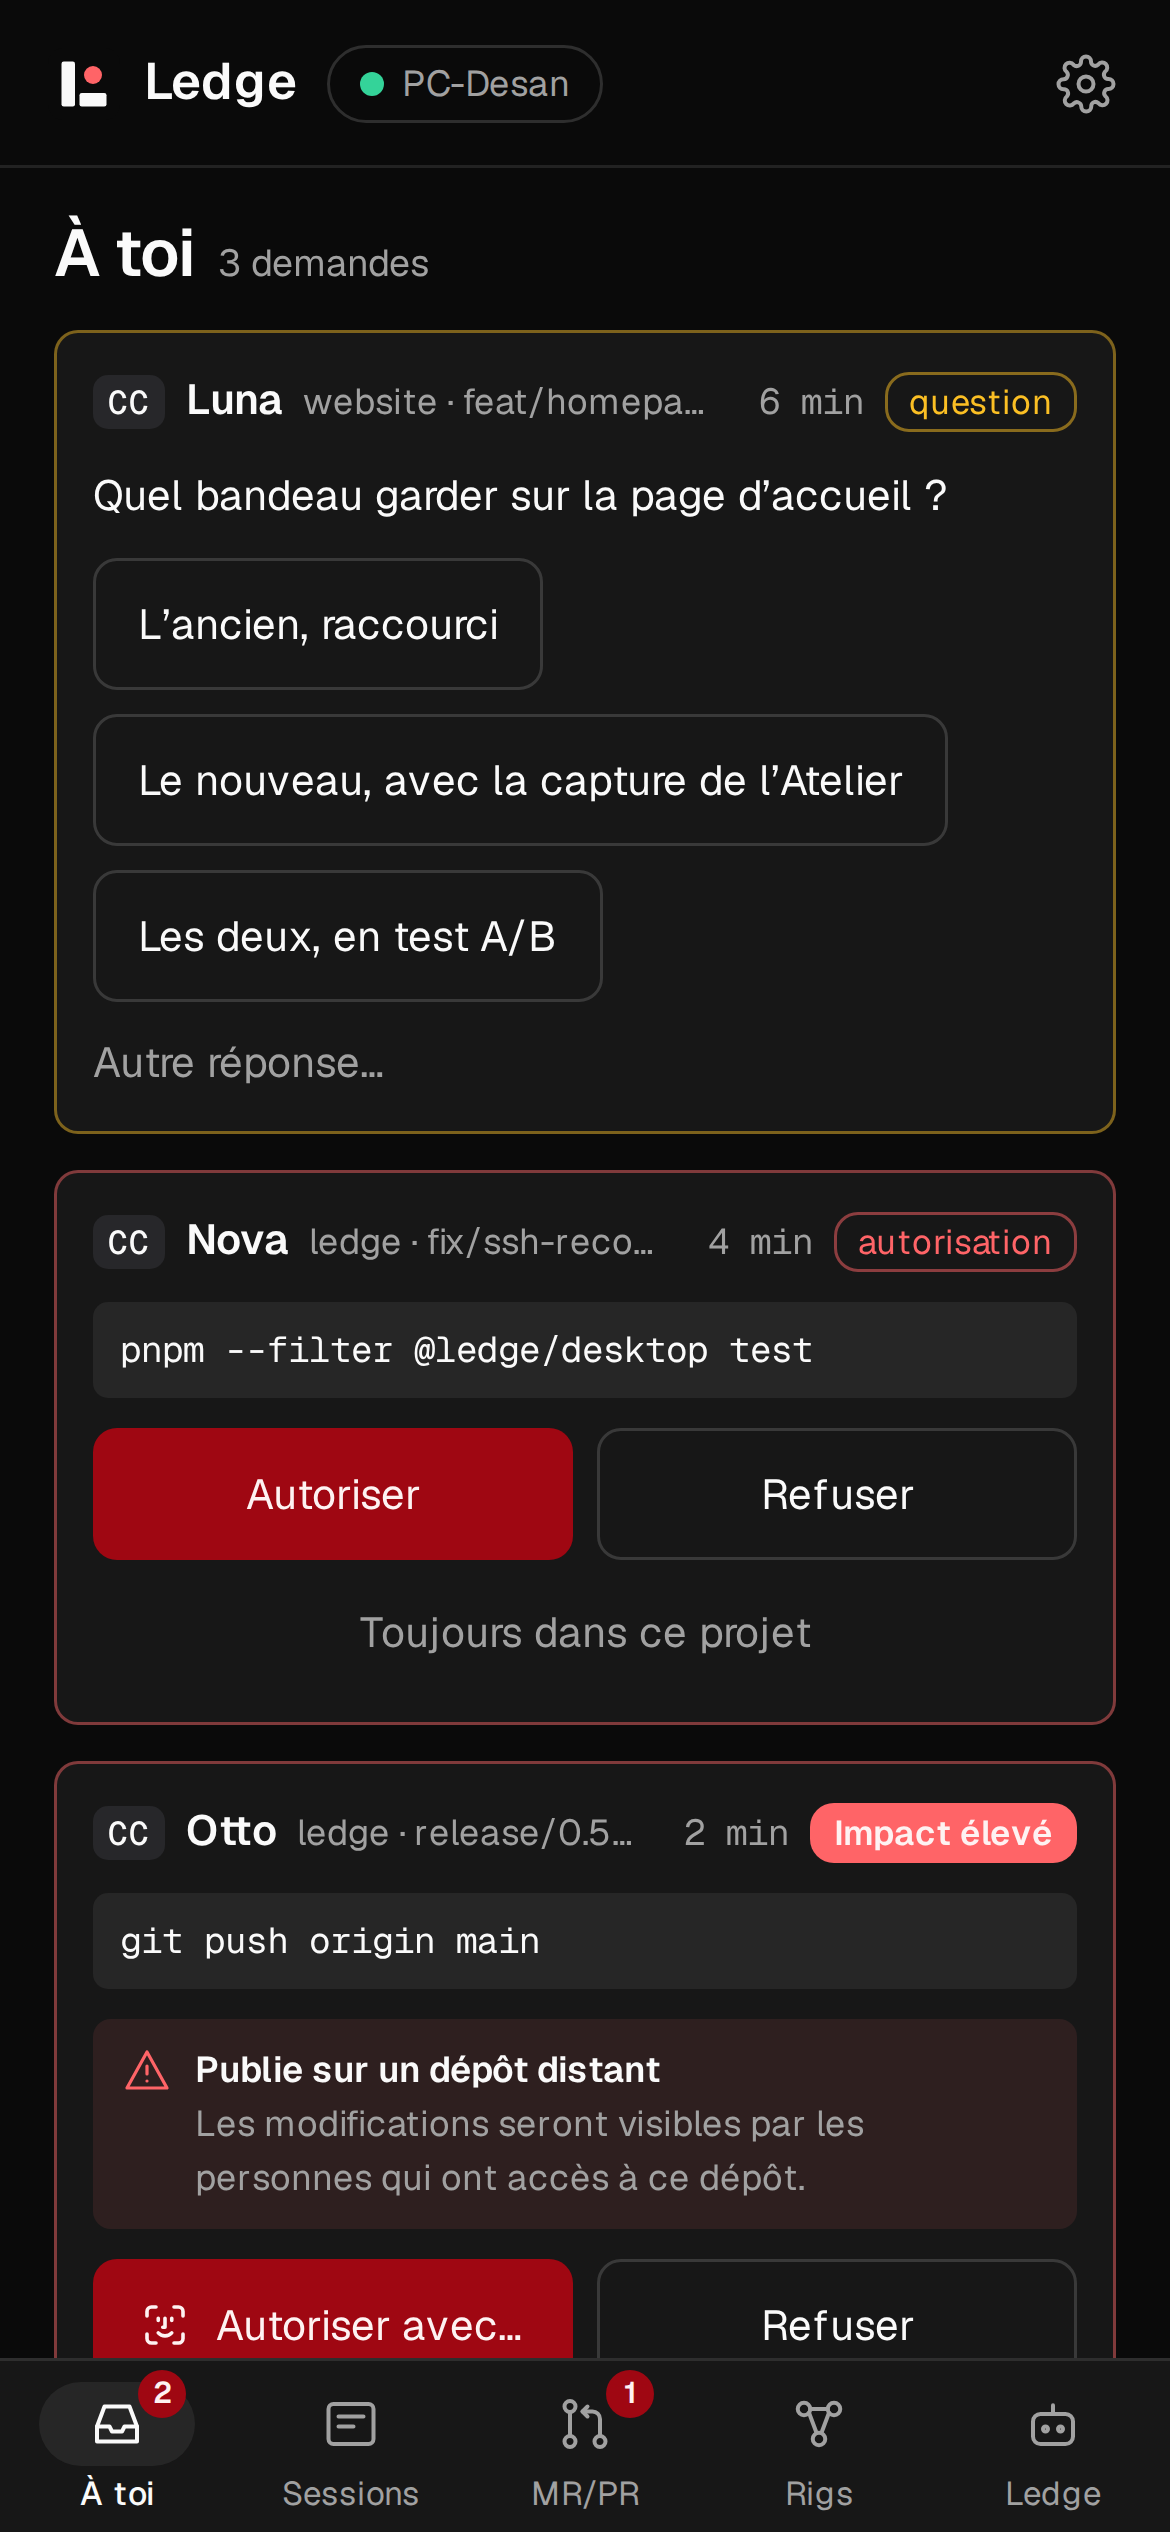 Ledge
PC-Desan
À toi 3 demandes
CC Luna website · feat/homepa… 6 min question
Quel bandeau garder sur la page d’accueil ?
L’ancien, raccourci
Le nouveau, avec la capture de l’Atelier
Les deux, en test A/B
Autre réponse…
CC Nova ledge · fix/ssh-reco… 4 min autorisation
pnpm --filter @ledge/desktop test
Autoriser
Refuser
Toujours dans ce projet
CC Otto ledge · release/0.5… 2 min Impact élevé
git push origin main
Publie sur un dépôt distant
Les modifications seront visibles par les
personnes qui ont accès à ce dépôt.
Autoriser avec…
Refuser
2
À toi
Sessions
1
MR/PR
Rigs
Ledge